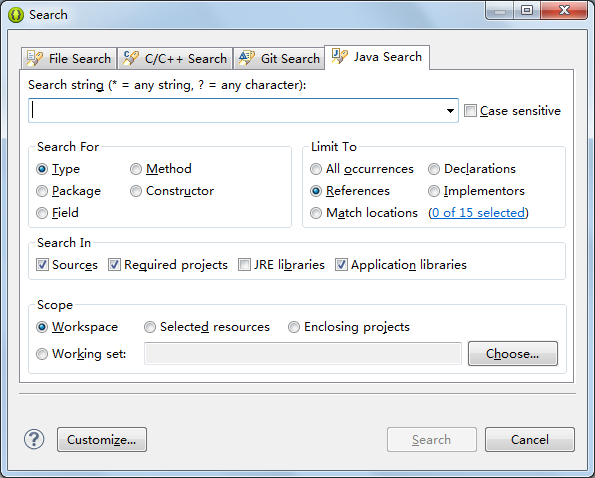 Search
File Search C/C++ Search Git Search Java Search
Search string (* = any string, ? = any character):
Case sensitive
Search For Limit To
Type Method All occurrences Declarations
Package Constructor References Implementors
Field Match locations (0 of 15 selected)
Search In
Sources Required projects JRE libraries Application libraries
Scope
Workspace Selected resources Enclosing projects
Working set: Choose...
? Customize... Search Cancel